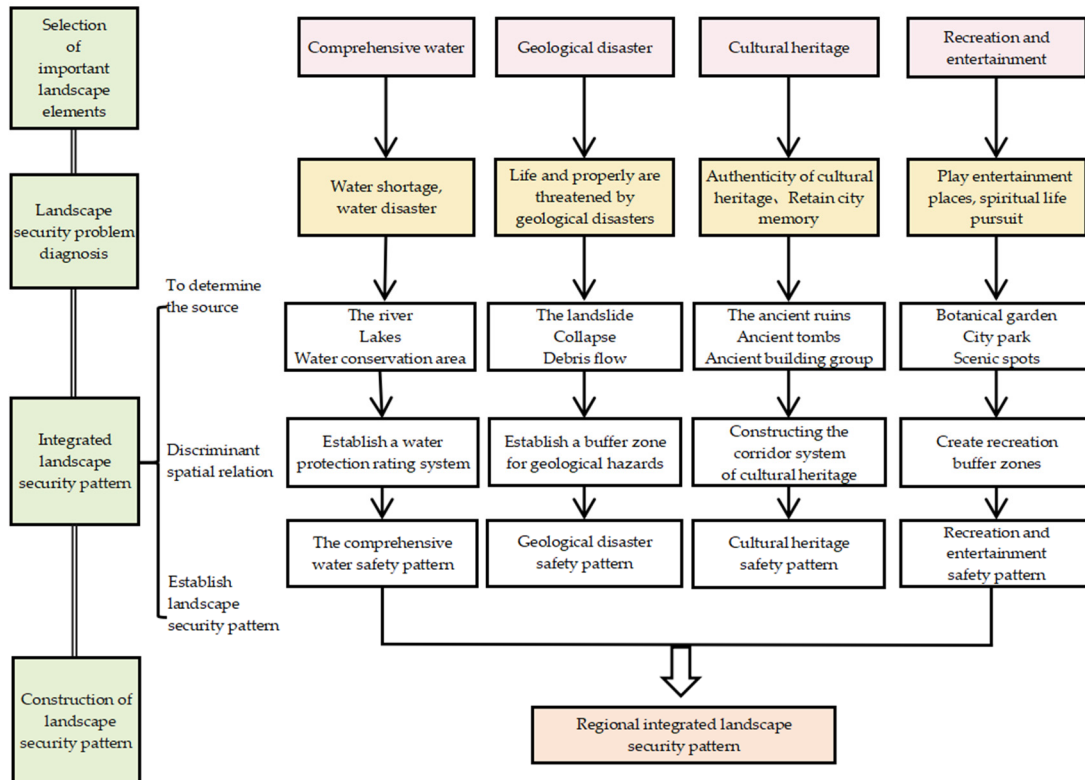 Selection
of
important
landscape
elements
Landscape
security problem
diagnosis
Integrated
landscape
security pattern
Construction of
landscape
security pattern
To determine
the source
Discriminant
spatial relation
Establish
landscape
security pattern
Comprehensive water
Geological disaster
Cultural heritage
Recreation and
entertainment
Water shortage,
water disaster
Life and properly are
threatened by
geological disasters
Authenticity of cultural
heritage、Retain city
memory
Play entertainment
places, spiritual life
pursuit
The river
Lakes
Water conservation area
The landslide
Collapse
Debris flow
The ancient ruins
Ancient tombs
Ancient building group
Botanical garden
City park
Scenic spots
Establish a water
protection rating system
Establish a buffer zone
for geological hazards
Constructing the
corridor system
of cultural heritage
Create recreation
buffer zones
The comprehensive
water safety pattern
Geological disaster
safety pattern
Cultural heritage
safety pattern
Recreation and
entertainment
safety pattern
Regional integrated landscape
security pattern